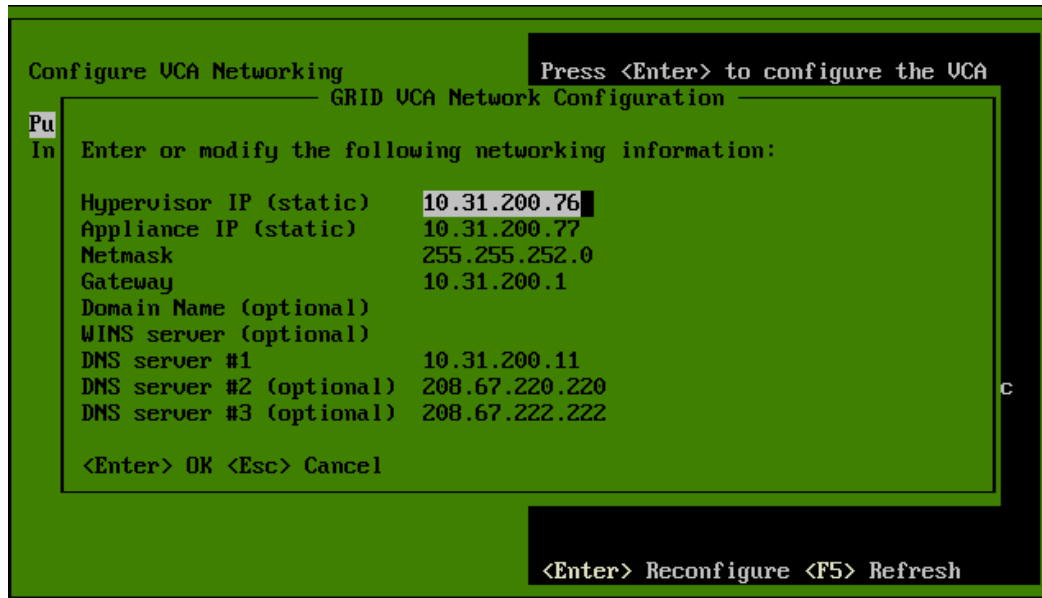 Configure VCA Networking
Press <Enter> to configure the VCA
GRID VCA Network Configuration
Pu
In
Enter or modify the following networking information:
Hypervisor IP (static) 10.31.200.76
Appliance IP (static) 10.31.200.77
Netmask 255.255.252.0
Gateway 10.31.200.1
Domain Name (optional)
WINS server (optional)
DNS server #1 10.31.200.11
DNS server #2 (optional) 208.67.220.220
DNS server #3 (optional) 208.67.222.222
c
<Enter> OK <Esc> Cancel
<Enter> Reconfigure <F5> Refresh